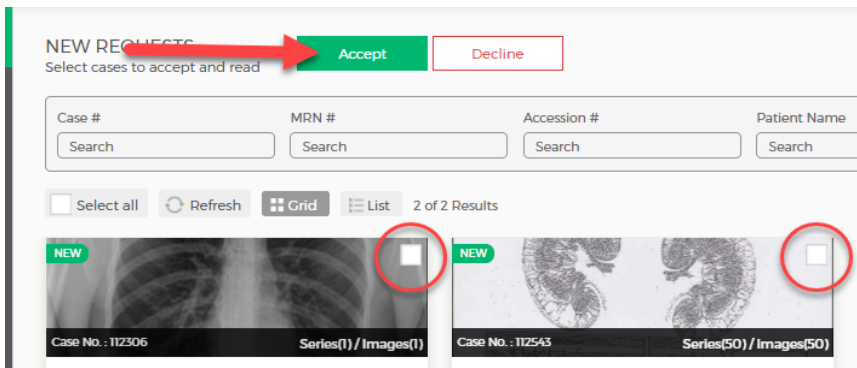 NEW REQUESTS
Select cases to accept and read
Accept
Decline
Case #
MRN #
Accession #
Patient Name
Search
Search
Search
Search
Select all
Refresh
Grid
List
2 of 2 Results
NEW
NEW
Case No. : 112306
Series(1) / Images(1)
Case No. : 112543
Series(50) / Images(50)